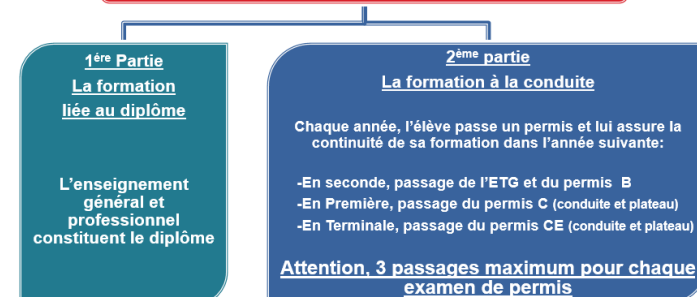 1ère Partie
La formation
liée au diplôme
L'enseignement
général et
professionnel
constituent le diplôme
2ème partie
La formation à la conduite
Chaque année, l'élève passe un permis et lui assure la
continuité de sa formation dans l'année suivante:
-En seconde, passage de l'ETG et du permis B
-En Première, passage du permis C (conduite et plateau)
-En Terminale, passage du permis CE (conduite et plateau)
Attention, 3 passages maximum pour chaque
examen de permis